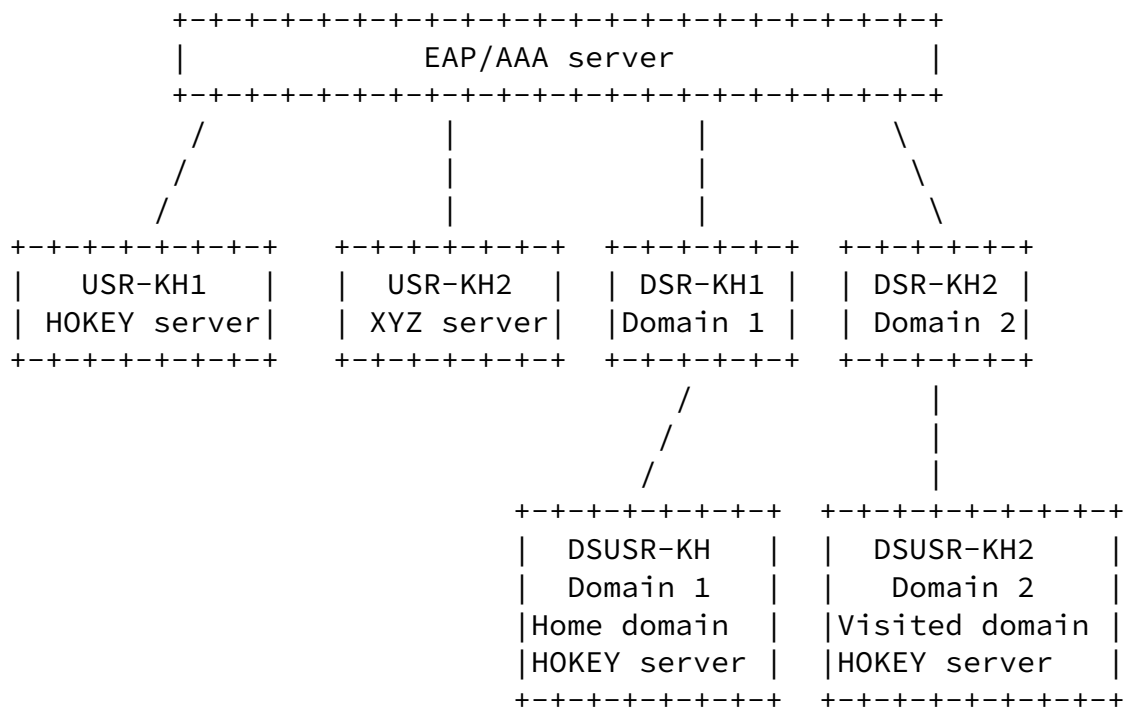 EAP/AAA server
USR-KH1 USR-KH2 DSR-KH1 DSR-KH2
HOKEY server XYZ server Domain 1 Domain 2
DSUSR-KH DSUSR-KH2
Domain 1 Domain 2
Home domain Visited domain
HOKEY server HOKEY server